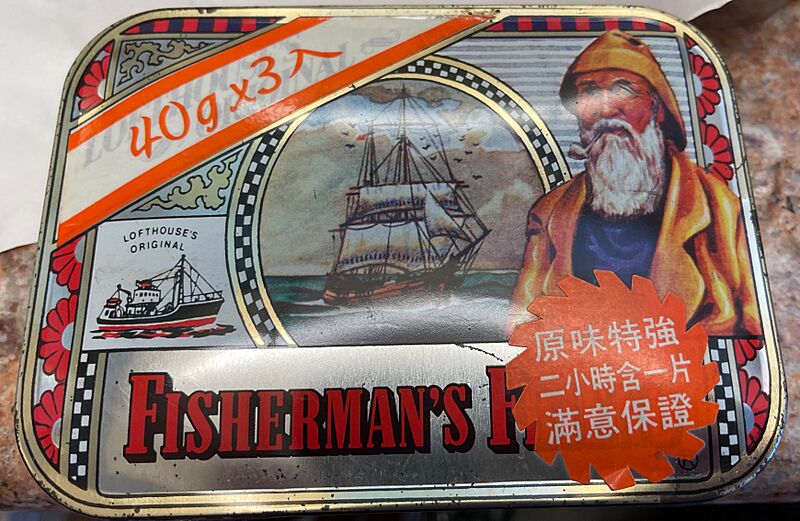 40g x 3入
LOFTHOUSE'S
ORIGINAL
原味特強
二小時含一片
滿意保證
FISHERMAN'S F